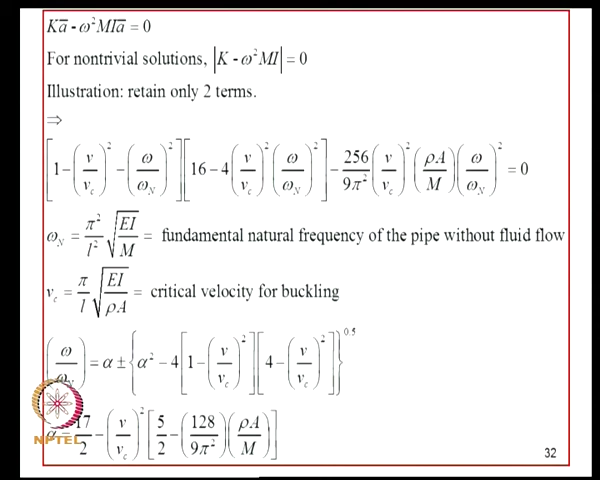 Kā - ω²MIā = 0
For nontrivial solutions, |K - ω²MI| = 0
Illustration: retain only 2 terms.
⇒
[1-(v/v_c)²-(ω/ω_N)²][16-4(v/v_c)²(ω/ω_N)²]-256/9π²(v/v_c)²(ρA/M)(ω/ω_N)²=0
ω_N = π²/l² √(EI/M) = fundamental natural frequency of the pipe without fluid flow
v_c = π/l √(EI/ρA) = critical velocity for buckling
(ω/ω_N) = α ± {α² - 4[1-(v/v_c)²][4-(v/v_c)²]}^0.5
17/2 - (v/v_c)²[5/2-(128/9π²)(ρA/M)]
NPTEL
32